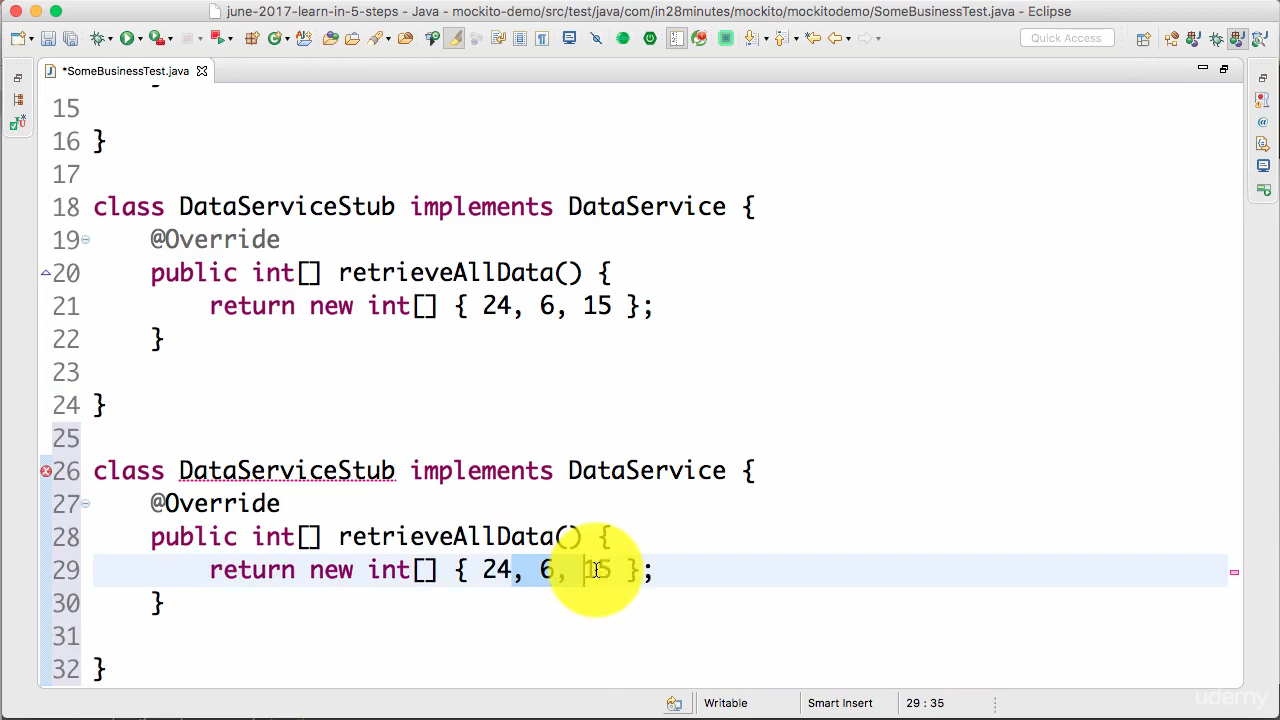 june-2017-learn-in-5-steps - Java - mockito-demo/src/test/java/com/in28minutes/mockito/mockitodemo/SomeBusinessTest.java - Eclipse
Quick Access
*SomeBusinessTest.java
15
16 }
17
18 class DataServiceStub implements DataService {
19 @Override
20 public int[] retrieveAllData() {
21 return new int[] { 24, 6, 15 };
22 }
23
24 }
25
26 class DataServiceStub implements DataService {
27 @Override
28 public int[] retrieveAllData() {
29 return new int[] { 24, 6, 15 };
30 }
31
32 }
Writable Smart Insert 29 : 35
udemy